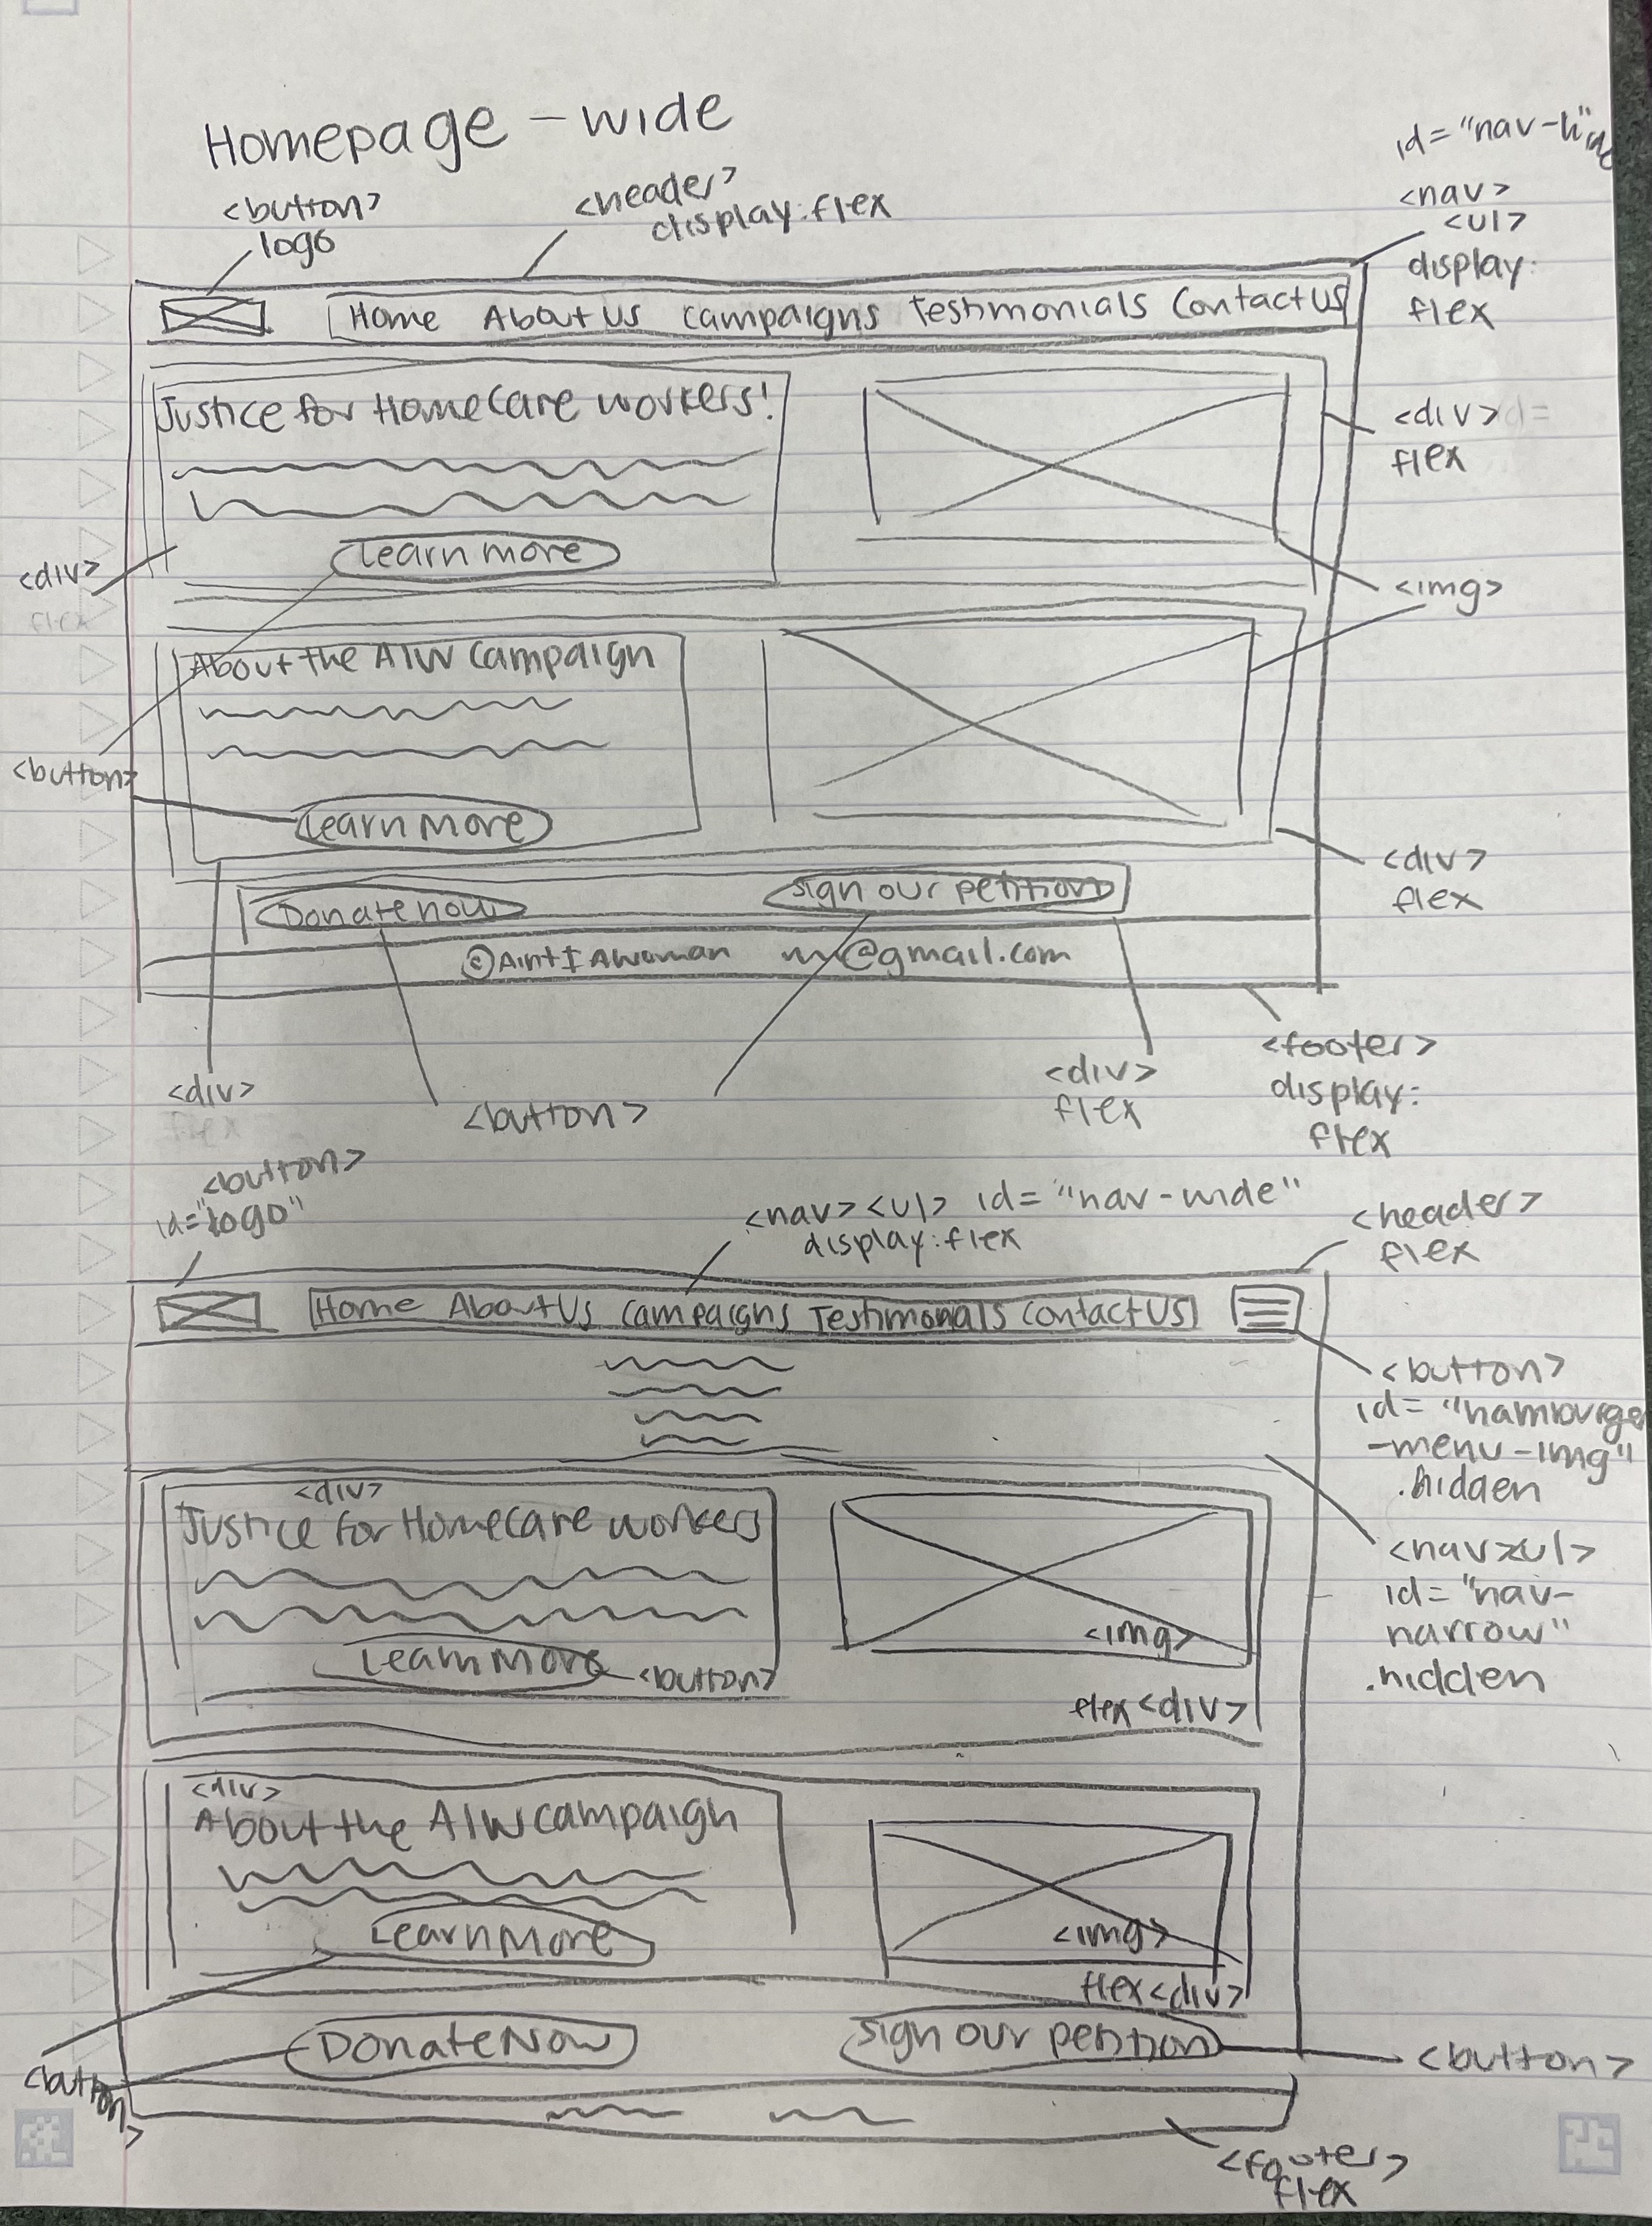 Homepage - wide
id="nav-wide"
<button>
logo
<header>
display:flex
<nav>
<ul>
display:
flex
Home About us campaigns Testimonials Contact us
Justice for Homecare workers!
Learn more
<div>
flex
<div>
flex
<img>
About the AIW campaign
Learn more
<button>
<div>
flex
Donate now
sign our petition
© Aint I A woman @gmail.com
<div>
flex
<button>
<div>
flex
<footer>
display:
flex
<button>
id="logo"
<nav><ul> id="nav-wide"
display:flex
<header>
flex
Home About Us campaigns Testimonials Contact US
<button>
id="hamburger
-menu-img"
.hidden
<nav><ul>
id="nav-
narrow"
.hidden
<div>
Justice for Homecare workers
Learn More
<button>
<img>
flex <div>
<div>
About the AIW campaign
Learn More
<img>
flex <div>
Donate Now
sign our petition
<button>
<button>
<footer>
flex